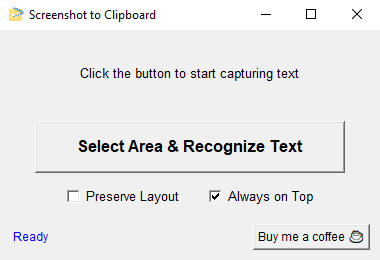 Screenshot to Clipboard
Click the button to start capturing text
Select Area & Recognize Text
Preserve Layout Always on Top
Ready Buy me a coffee